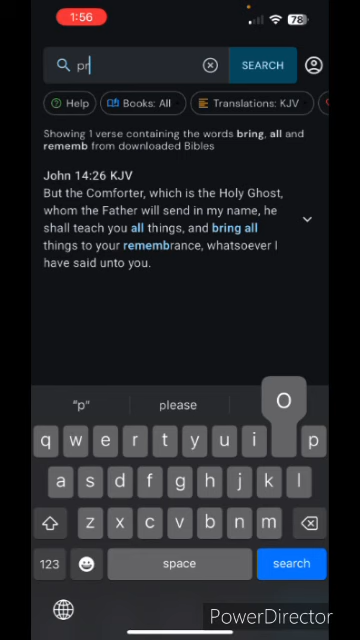 1:56
78
pr
SEARCH
Help
Books: All
Translations: KJV
Showing 1 verse containing the words bring, all and
rememb from downloaded Bibles
John 14:26 KJV
But the Comforter, which is the Holy Ghost,
whom the Father will send in my name, he
shall teach you all things, and bring all
things to your remembrance, whatsoever I
have said unto you.
"p"
please
O
q w e r t y u i p
a s d f g h j k l
z x c v b n m
123
space
search
PowerDirector